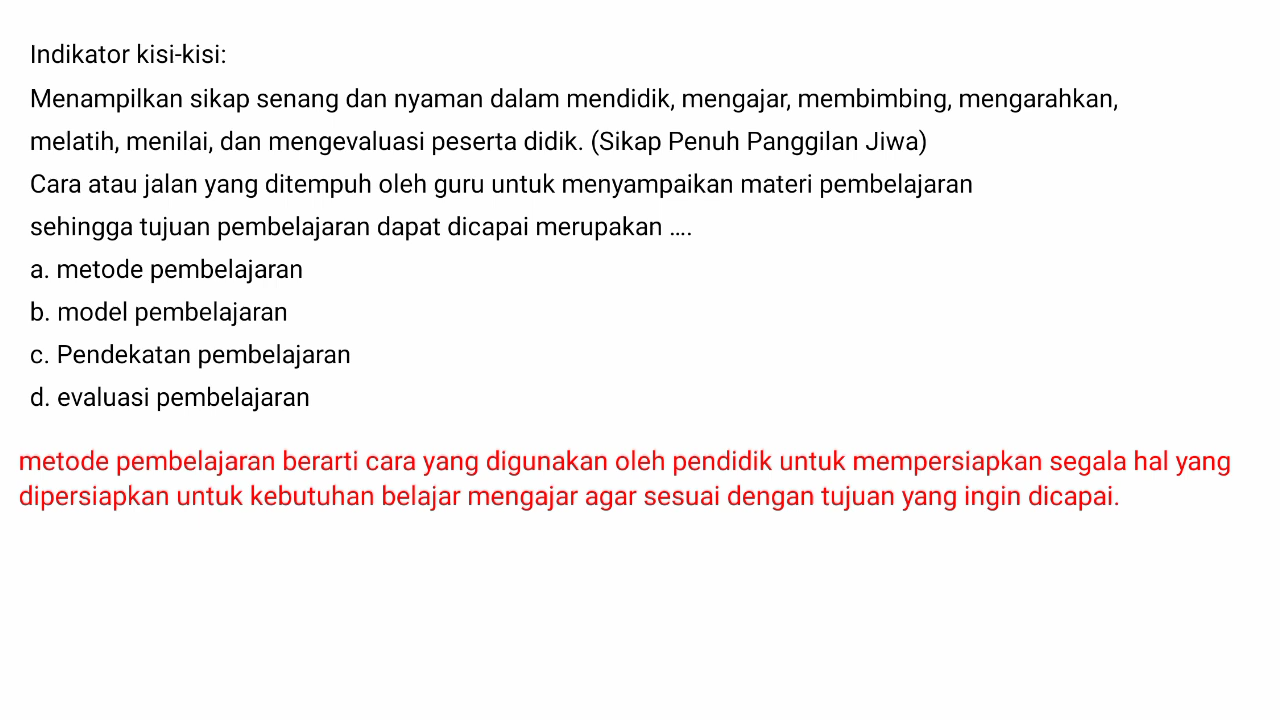 Indikator kisi-kisi:
Menampilkan sikap senang dan nyaman dalam mendidik, mengajar, membimbing, mengarahkan,
melatih, menilai, dan mengevaluasi peserta didik. (Sikap Penuh Panggilan Jiwa)
Cara atau jalan yang ditempuh oleh guru untuk menyampaikan materi pembelajaran
sehingga tujuan pembelajaran dapat dicapai merupakan ....
a. metode pembelajaran
b. model pembelajaran
c. Pendekatan pembelajaran
d. evaluasi pembelajaran
metode pembelajaran berarti cara yang digunakan oleh pendidik untuk mempersiapkan segala hal yang
dipersiapkan untuk kebutuhan belajar mengajar agar sesuai dengan tujuan yang ingin dicapai.